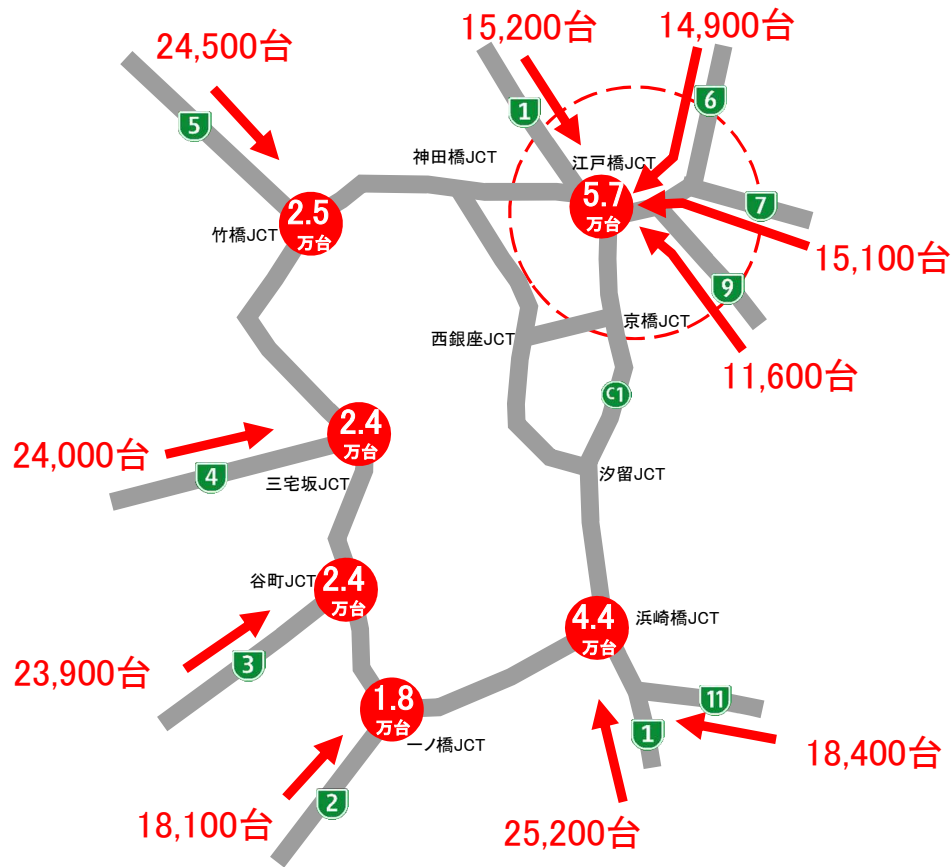 15,200台
14,900台
24,500台
1
6
5
神田橋JCT
江戸橋JCT
5.7
万台
7
2.5
万台
竹橋JCT
15,100台
9
西銀座JCT
京橋JCT
11,600台
C1
2.4
万台
24,000台
4
三宅坂JCT
汐留JCT
谷町JCT
2.4
万台
4.4
万台
浜崎橋JCT
23,900台
3
1.8
万台
11
1
一ノ橋JCT
18,400台
2
18,100台
25,200台